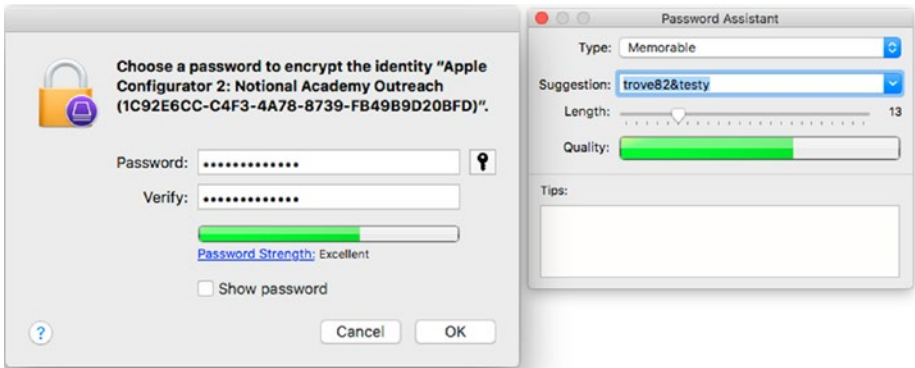 Choose a password to encrypt the identity “Apple
Configurator 2: Notional Academy Outreach
(1C92E6CC-C4F3-4A78-8739-FB49B9D20BFD)”.
Password: •••••••••••••
Verify: •••••••••••••
Password Strength: Excellent
Show password
?
Cancel OK
Password Assistant
Type: Memorable
Suggestion: trove82&testy
Length: 13
Quality:
Tips: